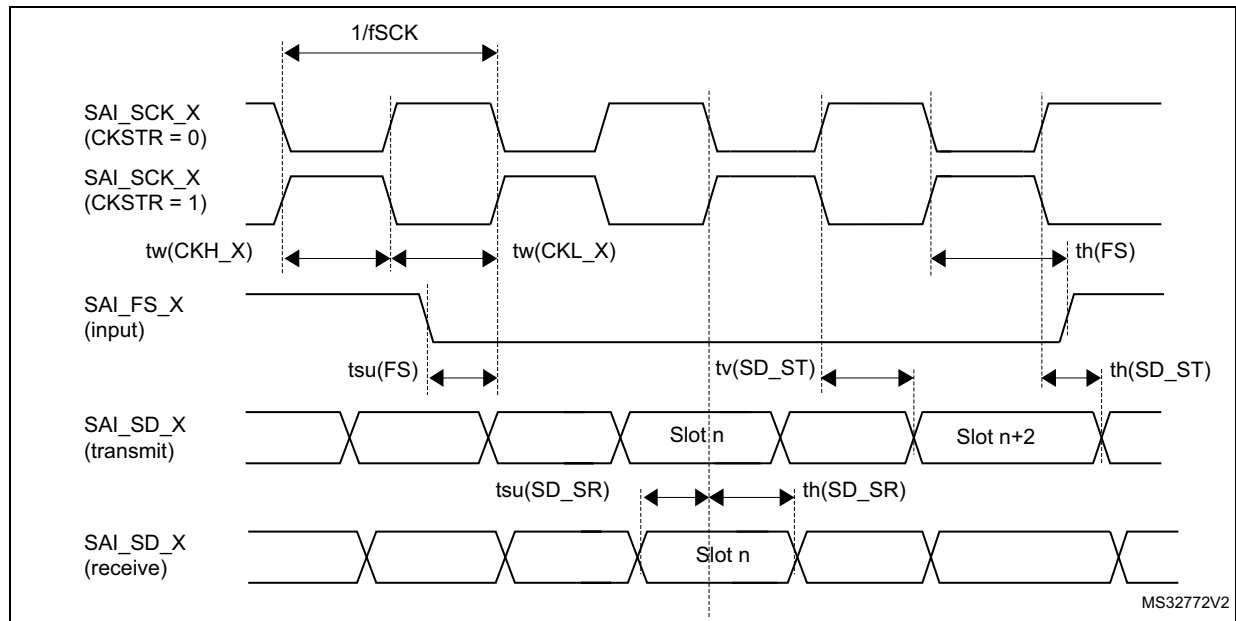 1/fSCK
SAI_SCK_X
(CKSTR = 0)
SAI_SCK_X
(CKSTR = 1)
tw(CKH_X)
tw(CKL_X)
th(FS)
SAI_FS_X
(input)
tsu(FS)
tv(SD_ST)
th(SD_ST)
SAI_SD_X
(transmit)
Slot n
Slot n+2
tsu(SD_SR)
th(SD_SR)
SAI_SD_X
(receive)
Slot n
MS32772V2